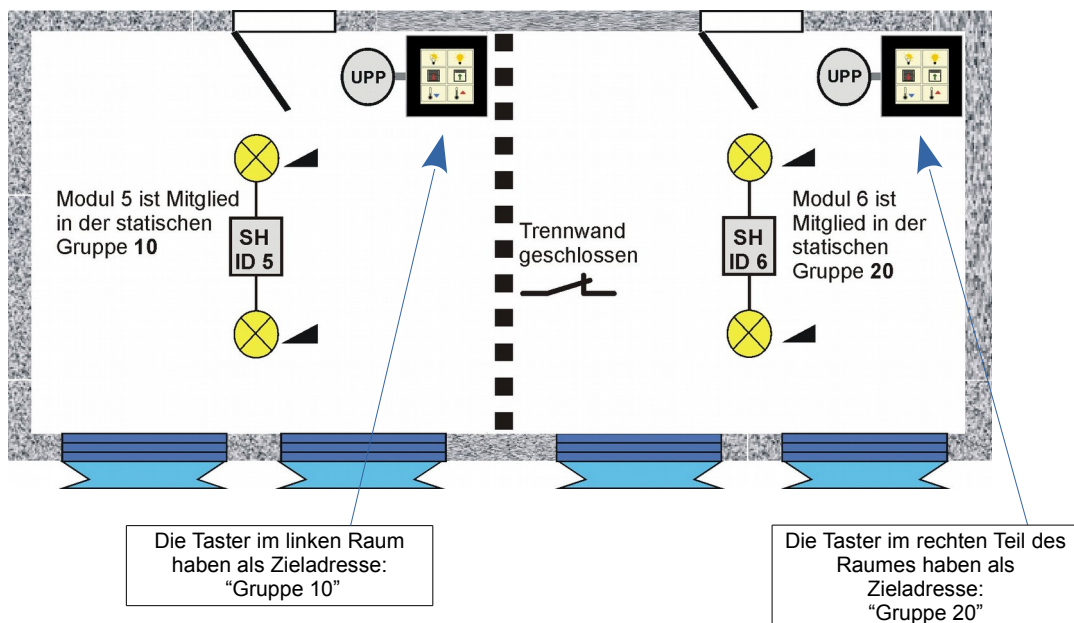 UPP
UPP
Modul 5 ist Mitglied
in der statischen
Gruppe 10
SH
ID 5
Trennwand
geschlossen
Modul 6 ist
Mitglied in der
statischen
Gruppe 20
SH
ID 6
Die Taster im linken Raum
haben als Zieladresse:
“Gruppe 10”
Die Taster im rechten Teil des
Raumes haben als
Zieladresse:
“Gruppe 20”